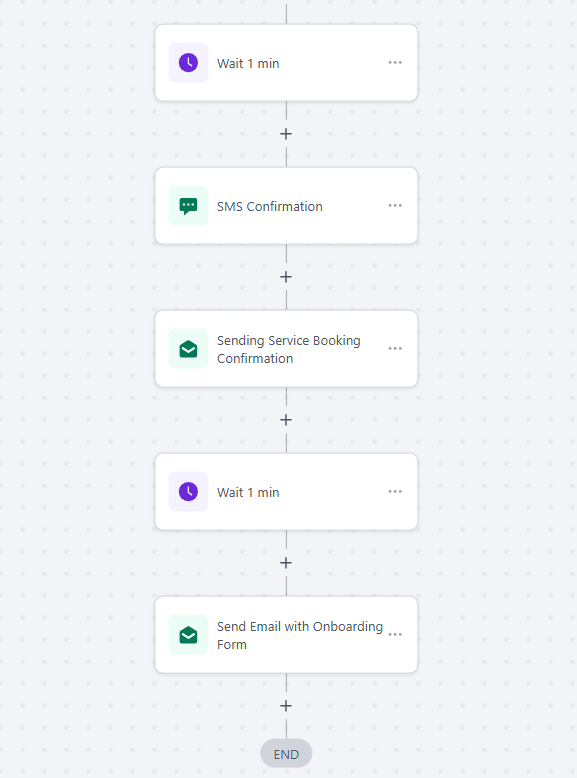 Wait 1 min
SMS Confirmation
Sending Service Booking
Confirmation
Wait 1 min
Send Email with Onboarding
Form
END